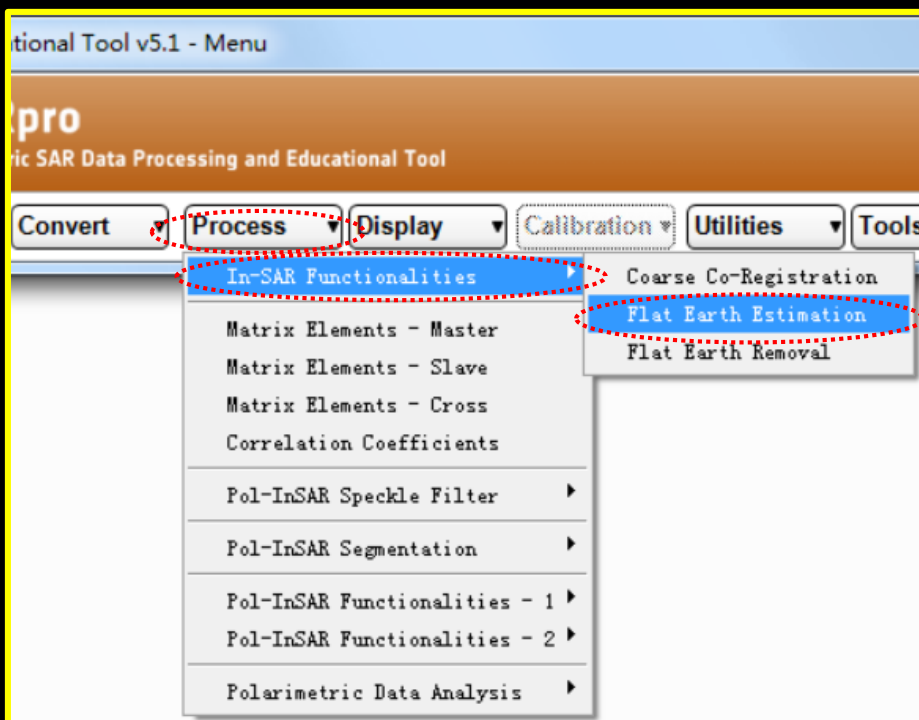 tional Tool v5.1 - Menu
pro
ric SAR Data Processing and Educational Tool
Convert Process Display Calibration Utilities Tools
In-SAR Functionalities
Coarse Co-Registration
Flat Earth Estimation
Flat Earth Removal
Matrix Elements - Master
Matrix Elements - Slave
Matrix Elements - Cross
Correlation Coefficients
Pol-InSAR Speckle Filter
Pol-InSAR Segmentation
Pol-InSAR Functionalities - 1
Pol-InSAR Functionalities - 2
Polarimetric Data Analysis